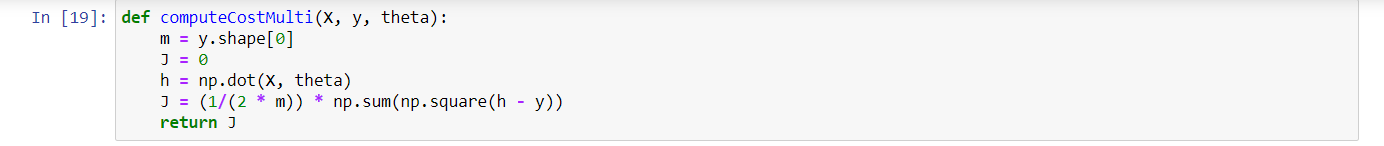 In [19]: def computeCostMulti(X, y, theta):
    m = y.shape[0]
    J = 0
    h = np.dot(X, theta)
    J = (1/(2 * m)) * np.sum(np.square(h - y))
    return J